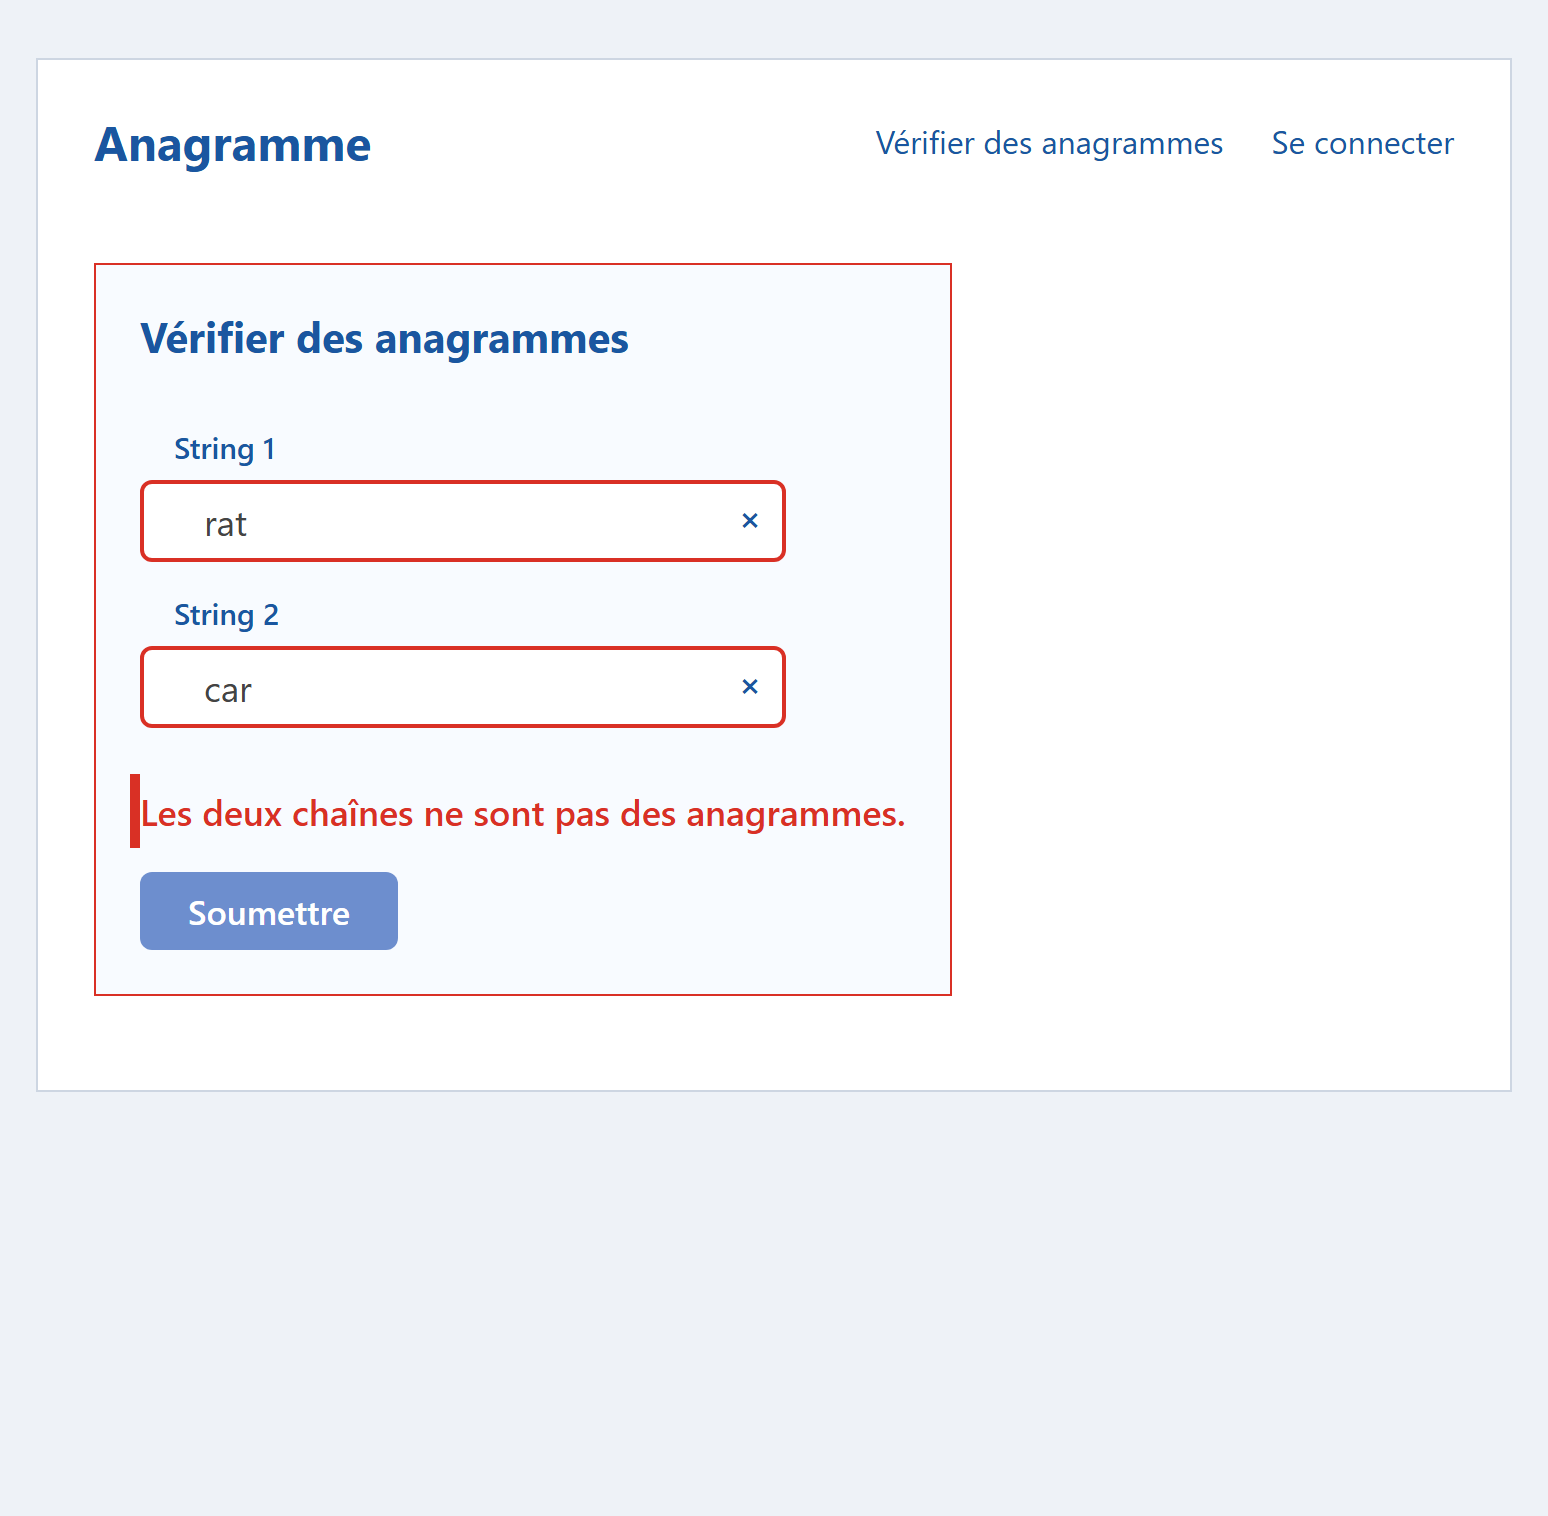 Anagramme
Vérifier des anagrammes
Se connecter
Vérifier des anagrammes
String 1
rat
×
String 2
car
×
Les deux chaînes ne sont pas des anagrammes.
Soumettre